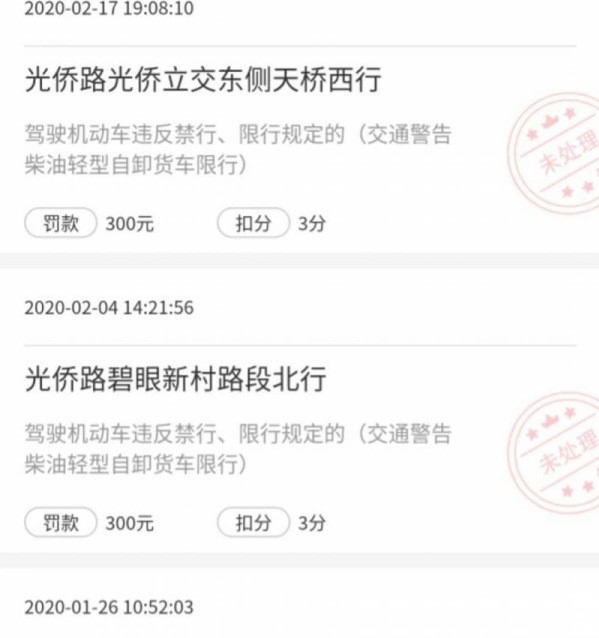 2020-02-17 19:08:10
光侨路光侨立交东侧天桥西行
驾驶机动车违反禁行、限行规定的（交通警告
柴油轻型自卸货车限行）
未处理
罚款 300元 扣分 3分
2020-02-04 14:21:56
光侨路碧眼新村路段北行
驾驶机动车违反禁行、限行规定的（交通警告
柴油轻型自卸货车限行）
未处理
罚款 300元 扣分 3分
2020-01-26 10:52:03